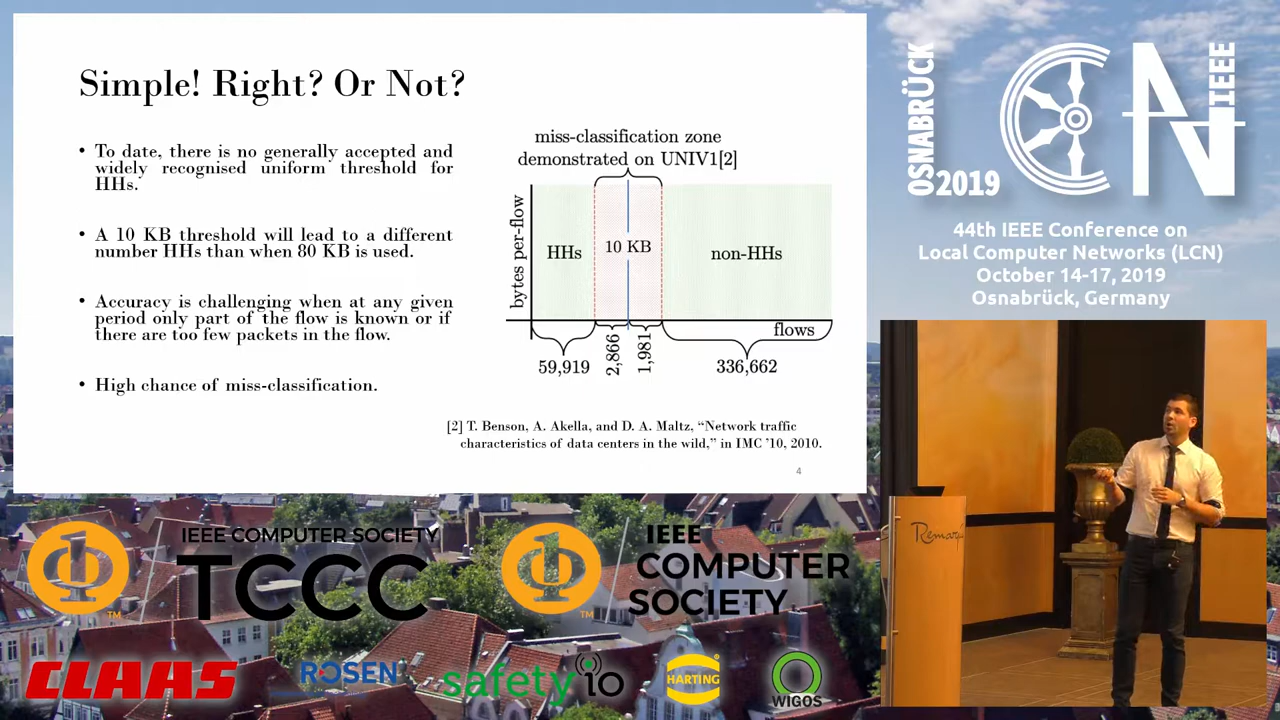 Simple! Right? Or Not?
• To date, there is no generally accepted and
widely recognised uniform threshold for
HHs.
• A 10 KB threshold will lead to a different
number HHs than when 80 KB is used.
• Accuracy is challenging when at any given
period only part of the flow is known or if
there are too few packets in the flow.
• High chance of miss-classification.
miss-classification zone
demonstrated on UNIV1[2]
bytes per-flow
HHs
10 KB
non-HHs
flows
59,919
2,866
1,981
336,662
[2] T. Benson, A. Akella, and D. A. Maltz, “Network traffic
characteristics of data centers in the wild,” in IMC ’10, 2010.
4
OSNABRÜCK
2019
LCN
IEEE
44th IEEE Conference on
Local Computer Networks (LCN)
October 14-17, 2019
Osnabrück, Germany
IEEE COMPUTER SOCIETY
TCCC
TM
IEEE
COMPUTER
SOCIETY
TM
CLAAS
ROSEN
safetyio
HARTING
WIGOS